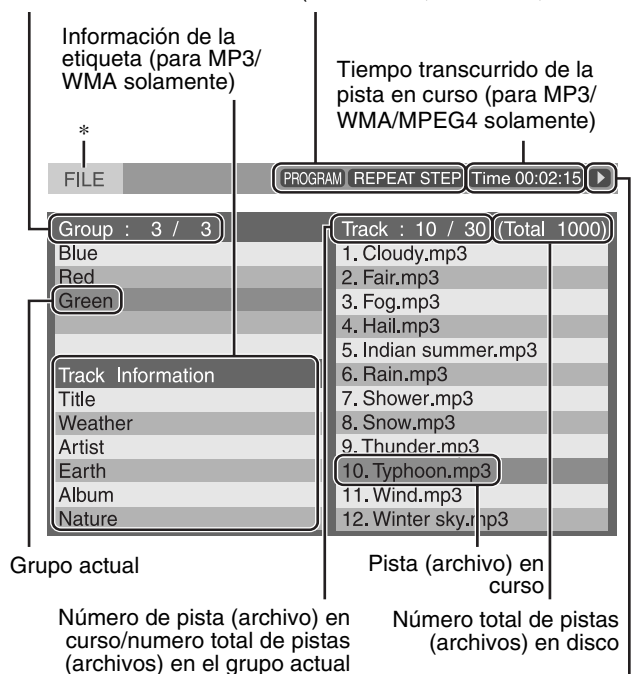 Información de la
etiqueta (para MP3/
WMA solamente)
Tiempo transcurrido de la
pista en curso (para MP3/
WMA/MPEG4 solamente)
*
FILE
PROGRAM REPEAT STEP Time 00:02:15
Group : 3 / 3
Blue
Red
Green
Track Information
Title
Weather
Artist
Earth
Album
Nature
Track : 10 / 30 (Total 1000)
1. Cloudy.mp3
2. Fair.mp3
3. Fog.mp3
4. Hail.mp3
5. Indian summer.mp3
6. Rain.mp3
7. Shower.mp3
8. Snow.mp3
9. Thunder.mp3
10. Typhoon.mp3
11. Wind.mp3
12. Winter sky.mp3
Grupo actual
Pista (archivo) en
curso
Número de pista (archivo) en
curso/numero total de pistas
(archivos) en el grupo actual
Número total de pistas
(archivos) en disco